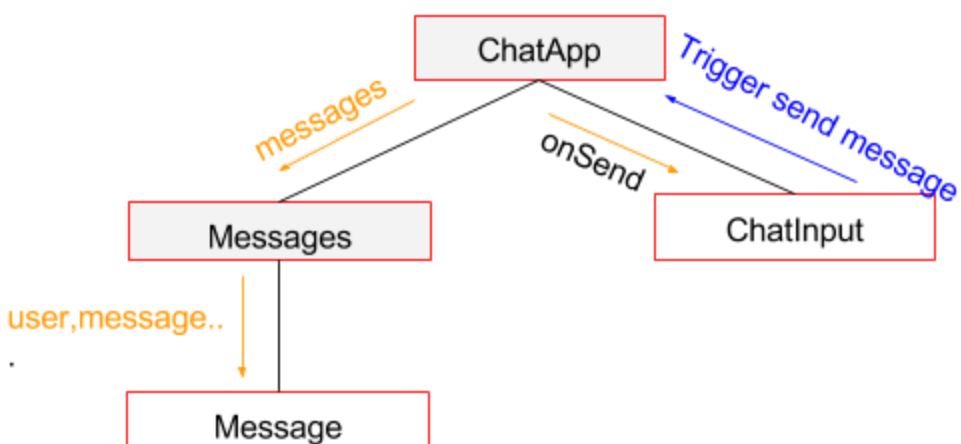 ChatApp
Trigger send message
messages
onSend
Messages
ChatInput
user,message..
.
Message